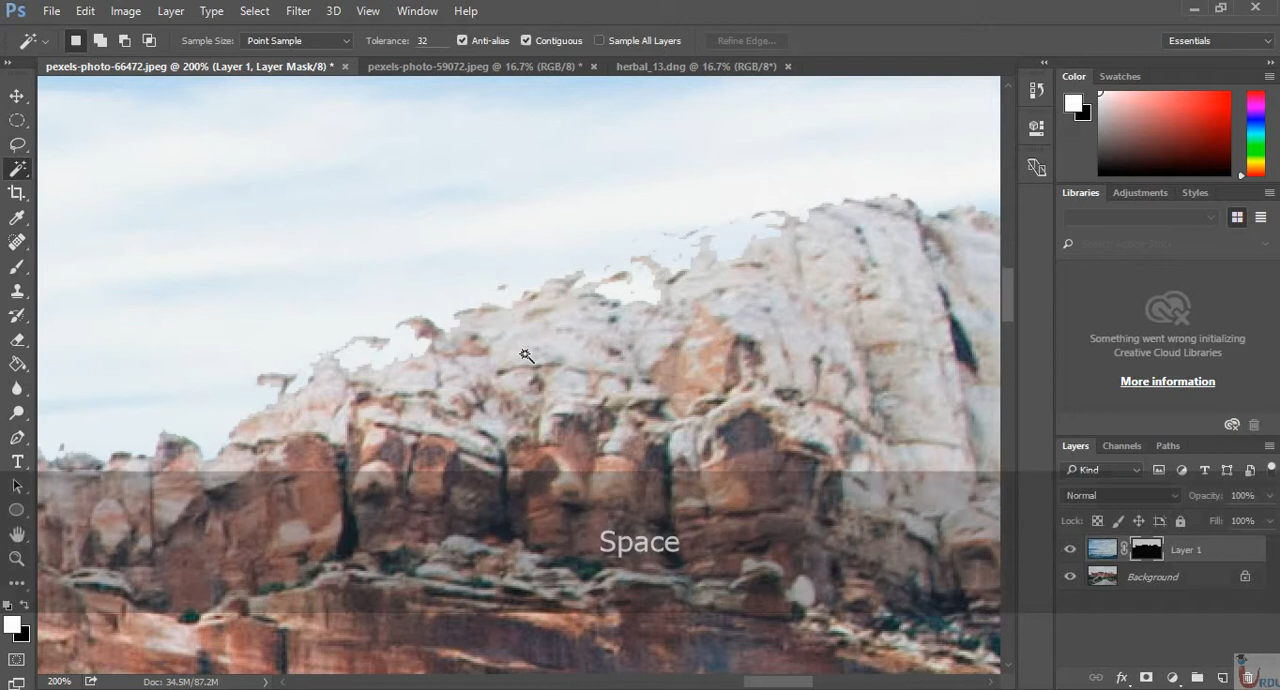 Ps File Edit Image Layer Type Select Filter 3D View Window Help
Sample Size: Point Sample Tolerance: 32 Anti-alias Contiguous Sample All Layers Refine Edge... Essentials
pexels-photo-66472.jpeg @ 200% (Layer 1, Layer Mask/8) * × pexels-photo-59072.jpeg @ 16.7% (RGB/8) * × herbal_13.dng @ 16.7% (RGB/8*) ×
Color Swatches
Libraries Adjustments Styles
Search Adobe Stock
Something went wrong initializing
Creative Cloud Libraries
More information
Layers Channels Paths
Kind
Normal Opacity: 100%
Lock: Fill: 100%
Layer 1
Background
Space
200% Doc: 34.5M/87.2M
URDU